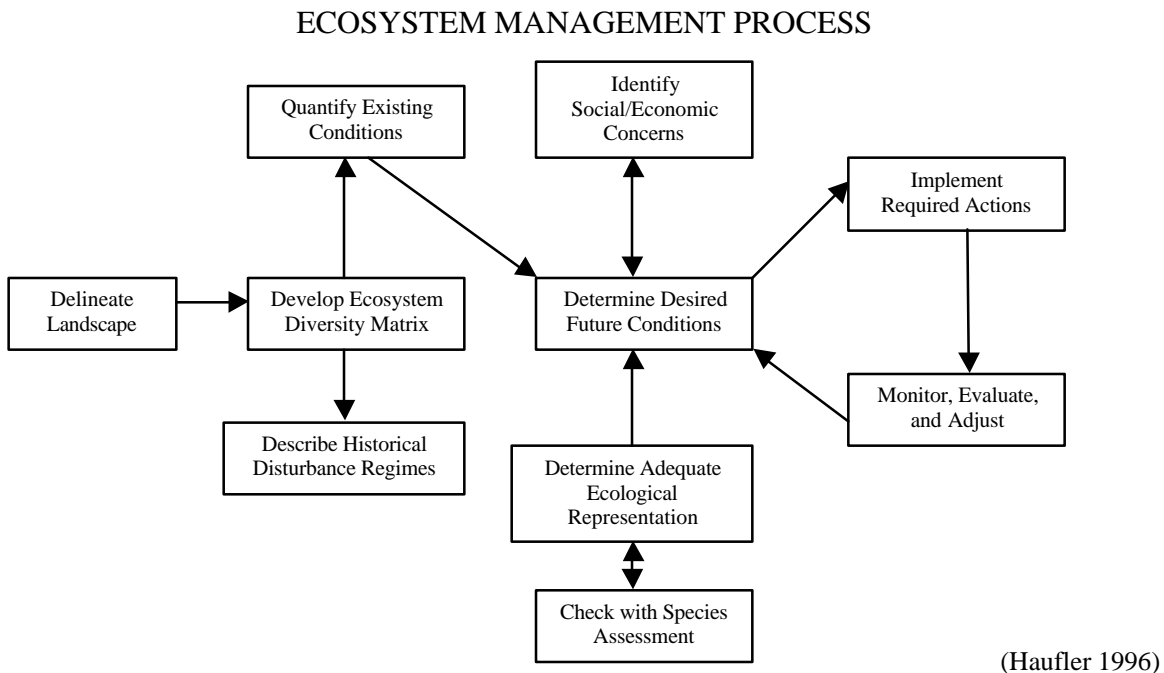 ECOSYSTEM MANAGEMENT PROCESS
Quantify Existing
Conditions
Identify
Social/Economic
Concerns
Implement
Required Actions
Delineate
Landscape
Develop Ecosystem
Diversity Matrix
Determine Desired
Future Conditions
Monitor, Evaluate,
and Adjust
Describe Historical
Disturbance Regimes
Determine Adequate
Ecological
Representation
Check with Species
Assessment
(Haufler 1996)